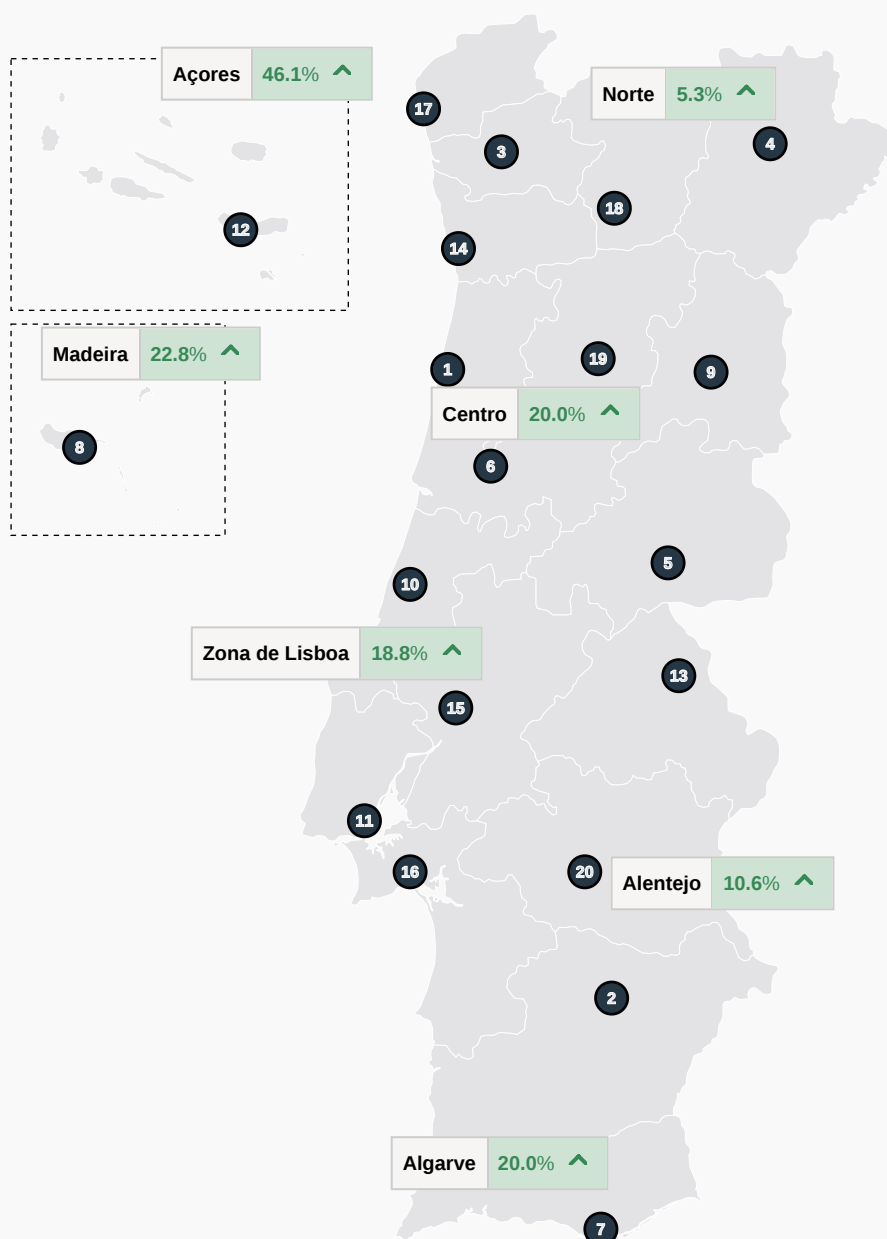 Açores 46.1%
Norte 5.3%
17
3
4
18
12
14
Madeira 22.8%
19
1
9
Centro 20.0%
8
6
5
10
Zona de Lisboa 18.8%
13
15
11
16
20
Alentejo 10.6%
2
Algarve 20.0%
7